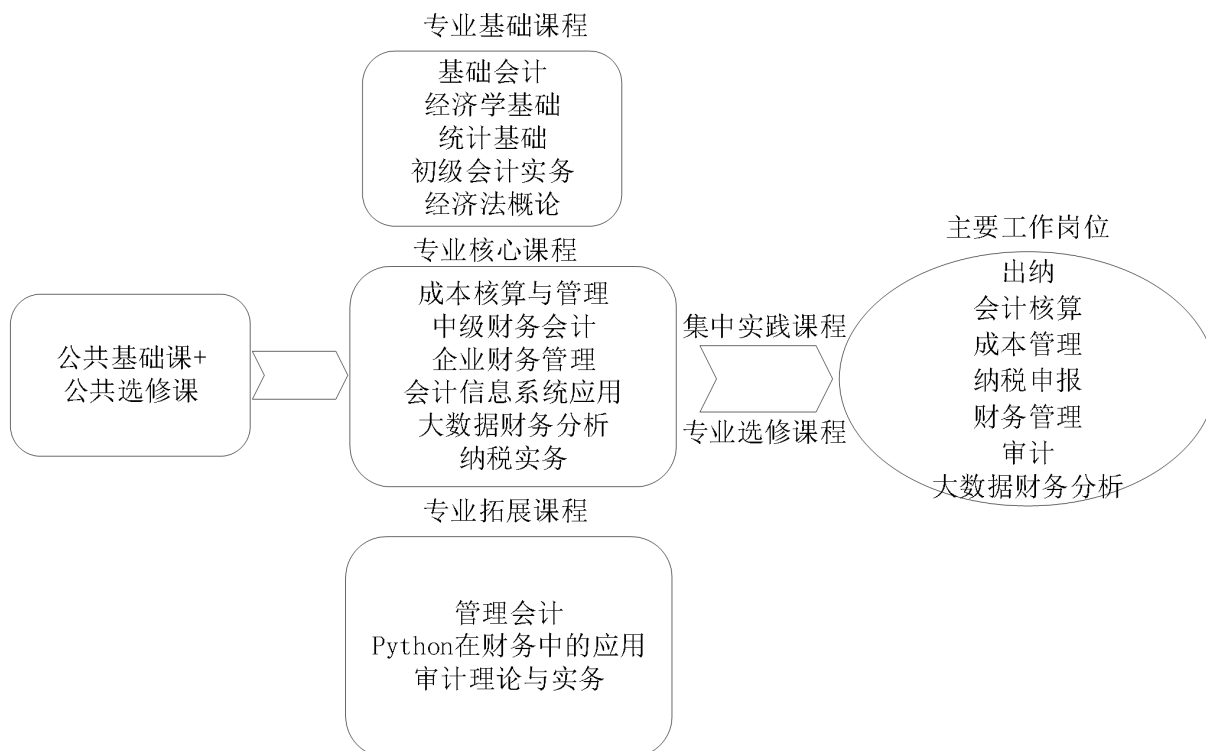 专业基础课程
基础会计
经济学基础
统计基础
初级会计实务
经济法概论
公共基础课+
公共选修课
专业核心课程
成本核算与管理
中级财务会计
企业财务管理
会计信息系统应用
大数据财务分析
纳税实务
专业拓展课程
管理会计
Python在财务中的应用
审计理论与实务
集中实践课程
专业选修课程
主要工作岗位
出纳
会计核算
成本管理
纳税申报
财务管理
审计
大数据财务分析